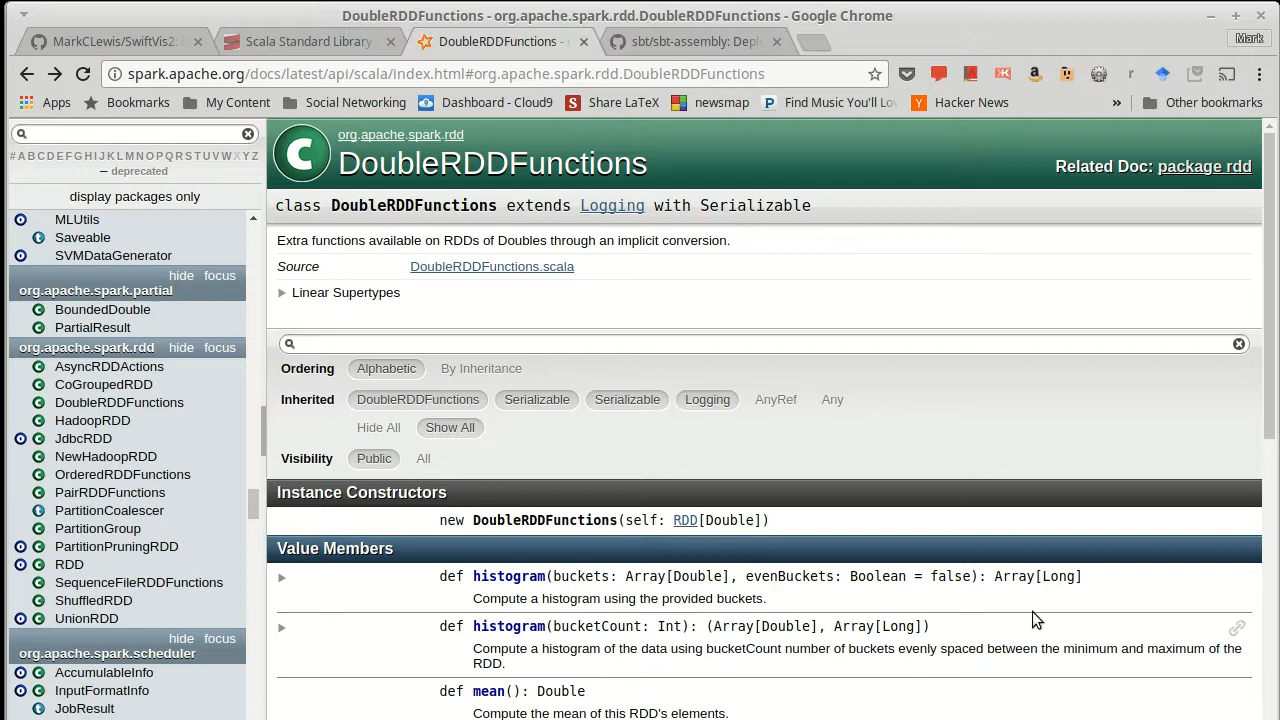 DoubleRDDFunctions - org.apache.spark.rdd.DoubleRDDFunctions - Google Chrome
MarkCLewis/SwiftVis2:
Scala Standard Library
DoubleRDDFunctions -
sbt/sbt-assembly: Depl
Mark
spark.apache.org/docs/latest/api/scala/index.html#org.apache.spark.rdd.DoubleRDDFunctions
Apps Bookmarks My Content Social Networking Dashboard - Cloud9 Share LaTeX newsmap Find Music You'll Lo Hacker News » Other bookmarks
#ABCDEFGHIJKLMNOPQRSTUVWXYZ
– deprecated
display packages only
MLUtils
Saveable
SVMDataGenerator
hide focus
org.apache.spark.partial
BoundedDouble
PartialResult
org.apache.spark.rdd hide focus
AsyncRDDActions
CoGroupedRDD
DoubleRDDFunctions
HadoopRDD
JdbcRDD
NewHadoopRDD
OrderedRDDFunctions
PairRDDFunctions
PartitionCoalescer
PartitionGroup
PartitionPruningRDD
RDD
SequenceFileRDDFunctions
ShuffledRDD
UnionRDD
hide focus
org.apache.spark.scheduler
AccumulableInfo
InputFormatInfo
JobResult
org.apache.spark.rdd
DoubleRDDFunctions
Related Doc: package rdd
class DoubleRDDFunctions extends Logging with Serializable
Extra functions available on RDDs of Doubles through an implicit conversion.
Source DoubleRDDFunctions.scala
Linear Supertypes
Ordering Alphabetic By Inheritance
Inherited DoubleRDDFunctions Serializable Serializable Logging AnyRef Any
Hide All Show All
Visibility Public All
Instance Constructors
new DoubleRDDFunctions(self: RDD[Double])
Value Members
def histogram(buckets: Array[Double], evenBuckets: Boolean = false): Array[Long]
Compute a histogram using the provided buckets.
def histogram(bucketCount: Int): (Array[Double], Array[Long])
Compute a histogram of the data using bucketCount number of buckets evenly spaced between the minimum and maximum of the
RDD.
def mean(): Double
Compute the mean of this RDD's elements.